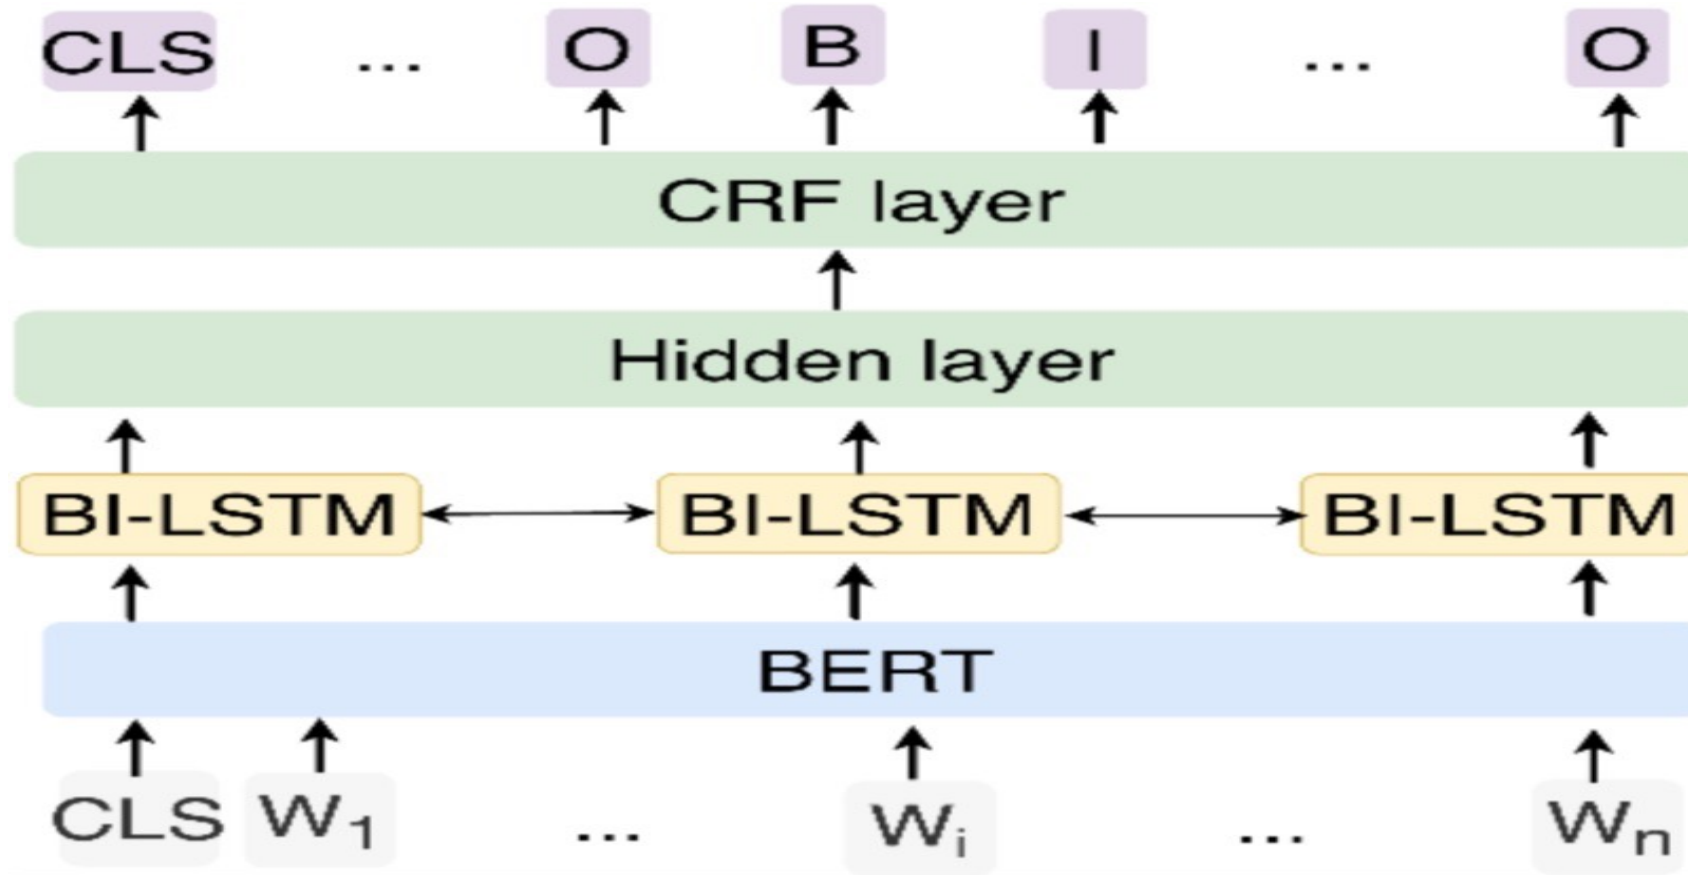 CLS ... O B I ... O
CRF layer
Hidden layer
BI-LSTM BI-LSTM BI-LSTM
BERT
CLS W₁ ... Wᵢ ... Wₙ